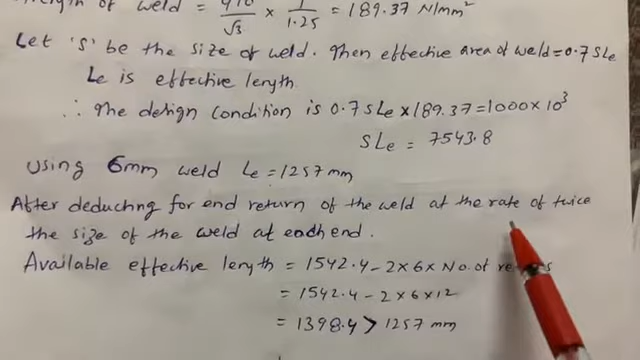 of weld = 410/√3 × 1/1.25 = 189.37 N/mm²
Let 's' be the size of weld. Then effective area of weld = 0.7 SLe
Le is effective length.
∴ The design condition is 0.7 SLe × 189.37 = 1000 × 10³
SLe = 7543.8
Using 6mm weld Le = 1257 mm
After deducting for end return of the weld at the rate of twice
the size of the weld at each end.
Available effective length = 1542.4 - 2 × 6 × No. of
= 1542.4 - 2 × 6 × 12
= 1398.4 > 1257 mm